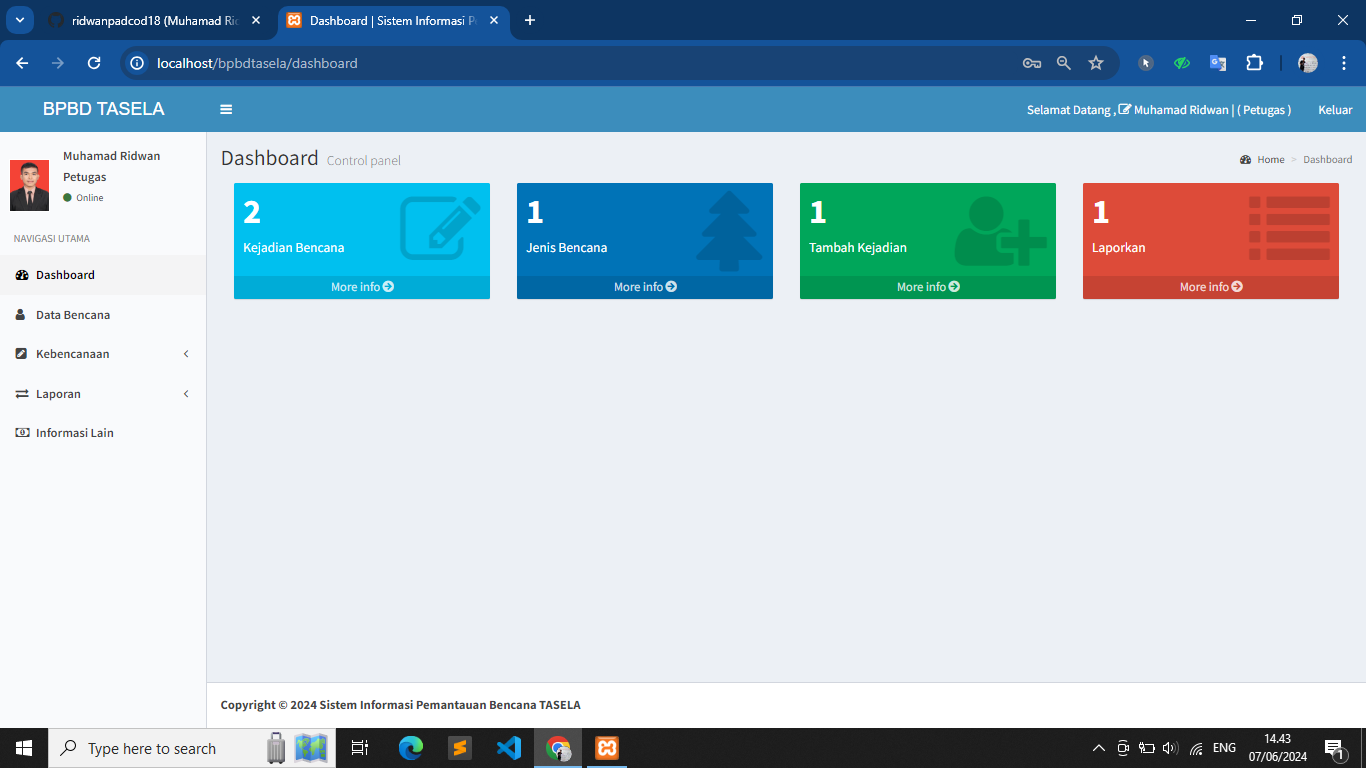 ridwanpadcod18 (Muhamad Ri
Dashboard | Sistem Informasi P
localhost/bpbdtasela/dashboard
BPBD TASELA
Selamat Datang , Muhamad Ridwan | ( Petugas )
Keluar
Muhamad Ridwan
Petugas
Online
NAVIGASI UTAMA
Dashboard
Data Bencana
Kebencanaan
Laporan
Informasi Lain
Dashboard Control panel
Home > Dashboard
2
Kejadian Bencana
More info
1
Jenis Bencana
More info
1
Tambah Kejadian
More info
1
Laporkan
More info
Copyright © 2024 Sistem Informasi Pemantauan Bencana TASELA
Type here to search
ENG
14.43
07/06/2024
1